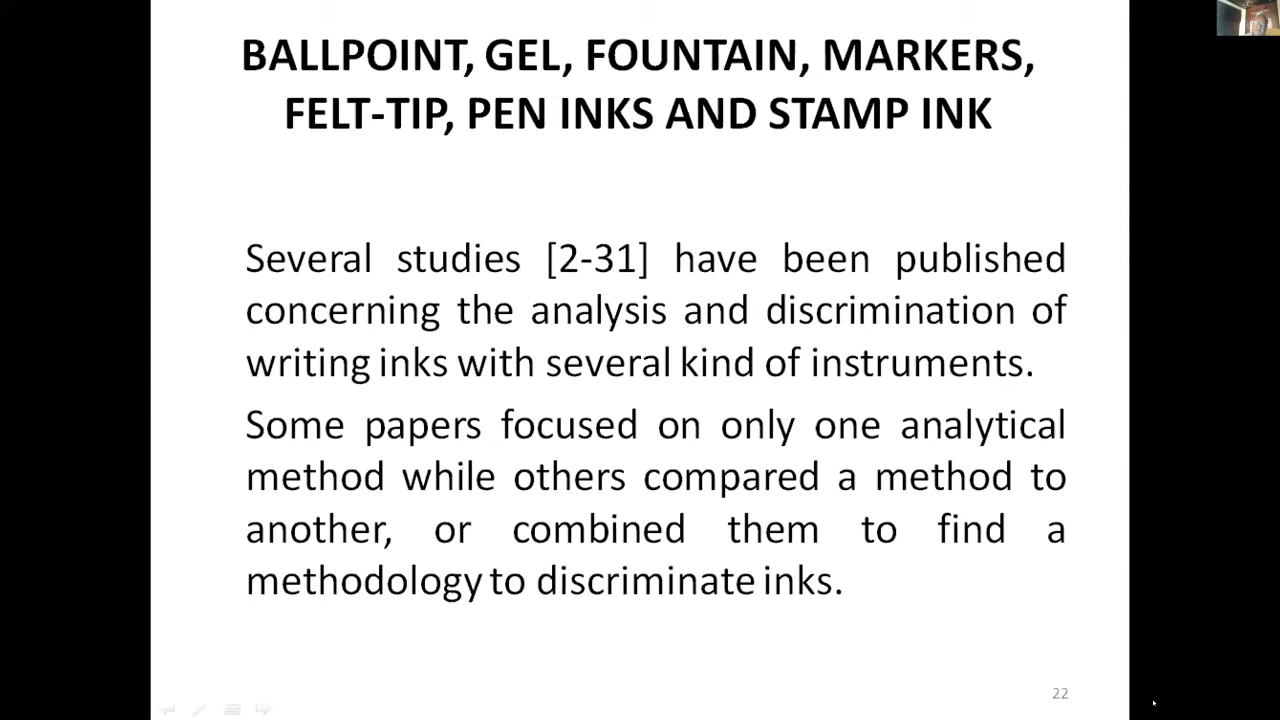 BALLPOINT, GEL, FOUNTAIN, MARKERS,
FELT-TIP, PEN INKS AND STAMP INK
Several studies [2-31] have been published
concerning the analysis and discrimination of
writing inks with several kind of instruments.
Some papers focused on only one analytical
method while others compared a method to
another, or combined them to find a
methodology to discriminate inks.
22